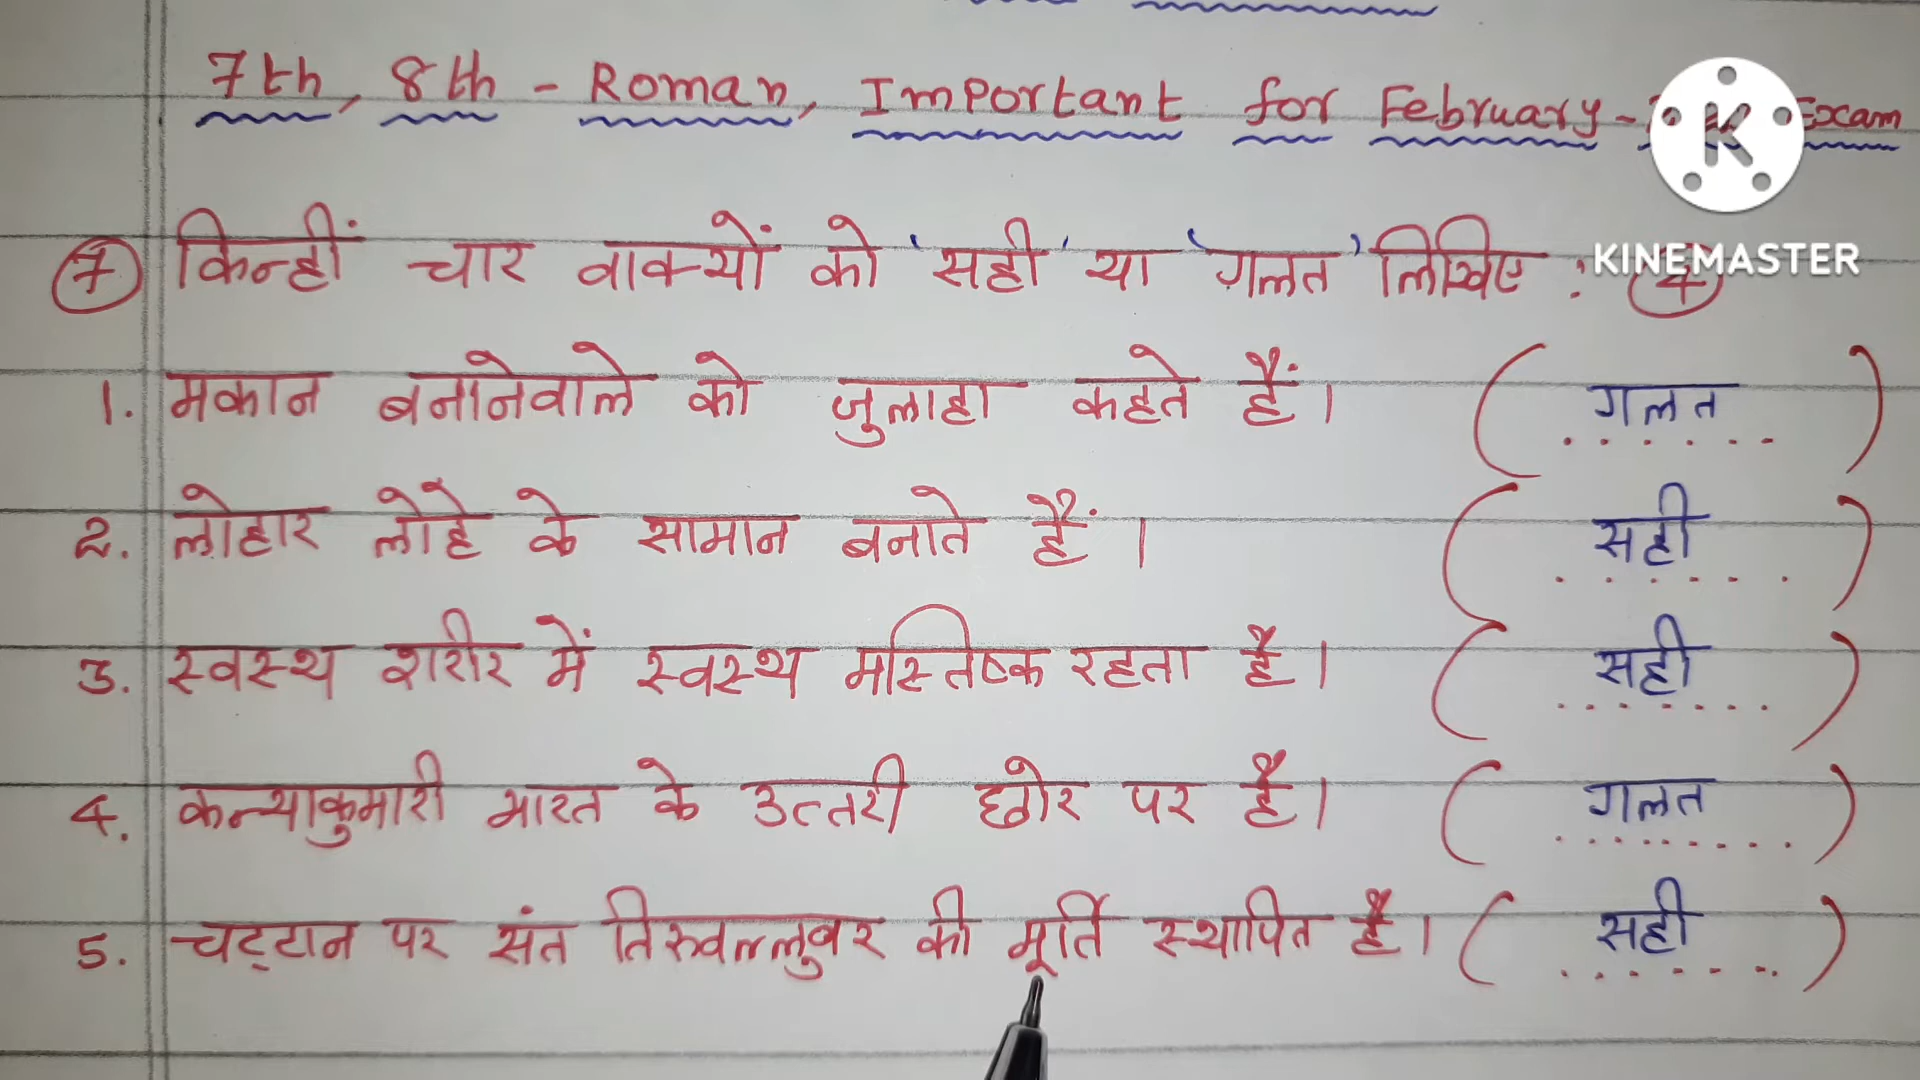 7th, 8th - Roman, Important for February - Exam
KINEMASTER
7 किन्हीं चार वाक्यों को 'सही' या 'ग़लत' लिखिए : 4
1. मकान बनानेवाले को जुलाहा कहते हैं। ( गलत )
2. लोहार लोहे के सामान बनाते हैं। ( सही )
3. स्वस्थ शरीर में स्वस्थ मस्तिष्क रहता है। ( सही )
4. कन्याकुमारी भारत के उत्तरी छोर पर है। ( गलत )
5. चट्टान पर संत तिरुवल्लुवर की मूर्ति स्थापित है। ( सही )